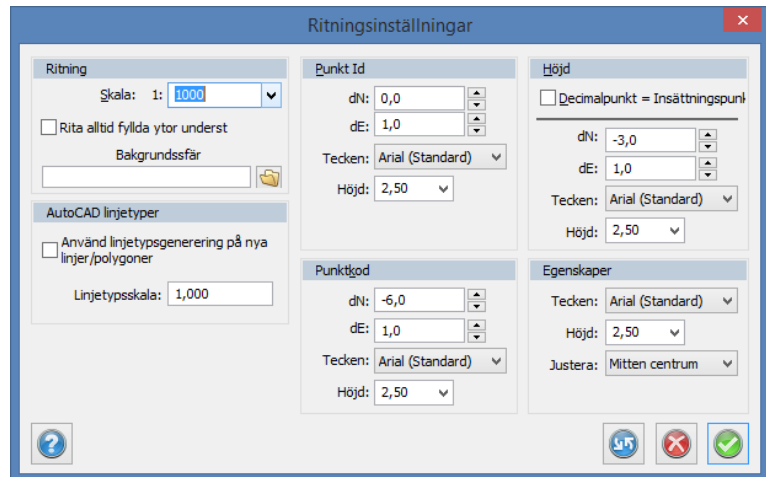 Ritningsinställningar
Ritning
Skala: 1: 1000
Rita alltid fyllda ytor underst
Bakgrundssfär
AutoCAD linjetyper
Använd linjetypsgenerering på nya
linjer/polygoner
Linjetypsskala: 1,000
Punkt Id
dN: 0,0
dE: 1,0
Tecken: Arial (Standard)
Höjd: 2,50
Punktkod
dN: -6,0
dE: 1,0
Tecken: Arial (Standard)
Höjd: 2,50
Höjd
Decimalpunkt = Insättningspunk
dN: -3,0
dE: 1,0
Tecken: Arial (Standard)
Höjd: 2,50
Egenskaper
Tecken: Arial (Standard)
Höjd: 2,50
Justera: Mitten centrum